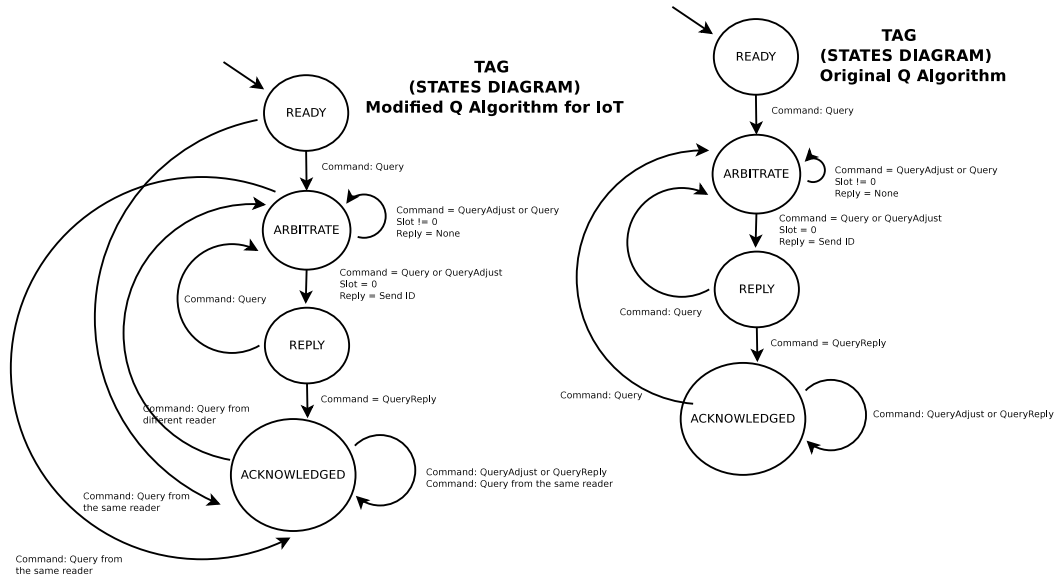 TAG
(STATES DIAGRAM)
Modified Q Algorithm for IoT
READY
Command: Query
ARBITRATE
Command = QueryAdjust or Query
Slot != 0
Reply = None
Command = Query or QueryAdjust
Slot = 0
Reply = Send ID
Command: Query
REPLY
Command = QueryReply
Command: Query from
different reader
ACKNOWLEDGED
Command: QueryAdjust or QueryReply
Command: Query from the same reader
Command: Query from
the same reader
Command: Query from
the same reader
TAG
(STATES DIAGRAM)
Original Q Algorithm
READY
Command: Query
ARBITRATE
Command = QueryAdjust or Query
Slot != 0
Reply = None
Command = Query or QueryAdjust
Slot = 0
Reply = Send ID
REPLY
Command: Query
Command = QueryReply
Command: Query
ACKNOWLEDGED
Command: QueryAdjust or QueryReply